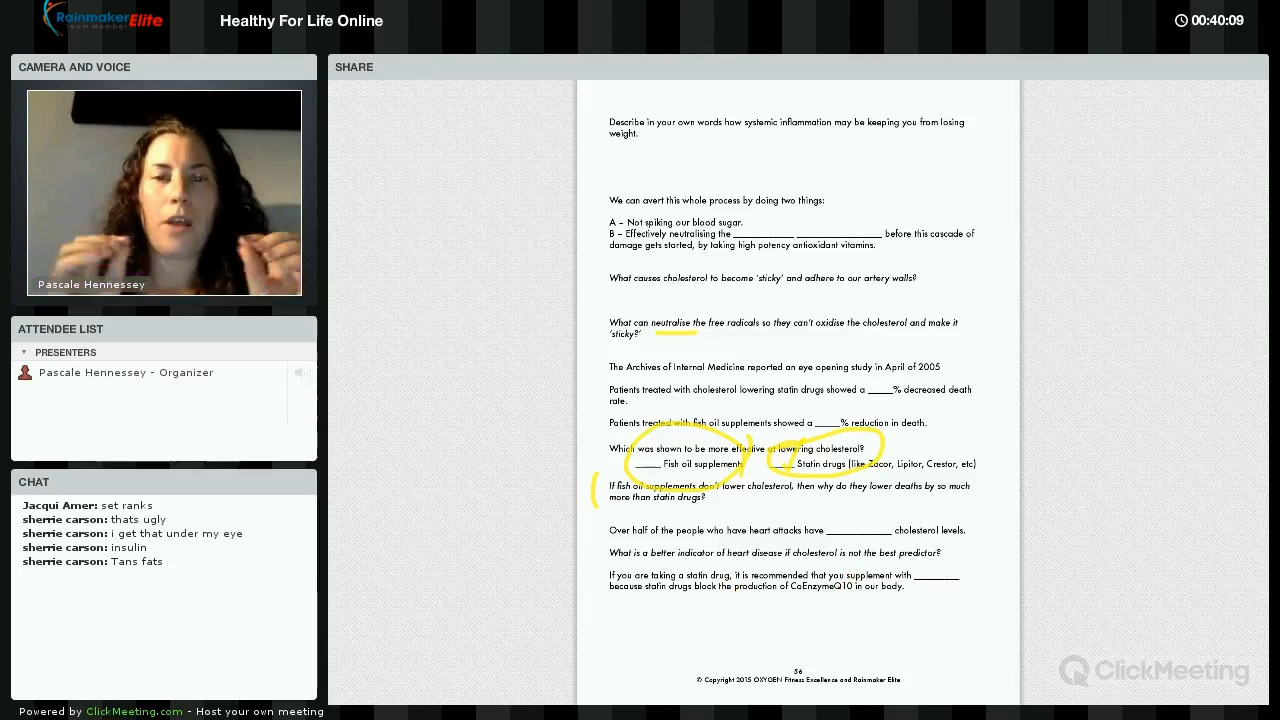 Rainmaker Elite
Team Member
Healthy For Life Online
00:40:09
CAMERA AND VOICE
Pascale Hennessey
ATTENDEE LIST
PRESENTERS
Pascale Hennessey - Organizer
CHAT
Jacqui Amer: set ranks
sherrie carson: thats ugly
sherrie carson: i get that under my eye
sherrie carson: insulin
sherrie carson: Tans fats
Powered by ClickMeeting.com - Host your own meeting
SHARE
Describe in your own words how systemic inflammation may be keeping you from losing
weight.
We can avert this whole process by doing two things:
A – Not spiking our blood sugar.
B – Effectively neutralising the _____________ __________________ before this cascade of
damage gets started, by taking high potency antioxidant vitamins.
What causes cholesterol to become ‘sticky’ and adhere to our artery walls?
What can neutralise the free radicals so they can’t oxidise the cholesterol and make it
‘sticky?’
The Archives of Internal Medicine reported an eye opening study in April of 2005
Patients treated with cholesterol lowering statin drugs showed a _____% decreased death
rate.
Patients treated with fish oil supplements showed a _____% reduction in death.
Which was shown to be more effective at lowering cholesterol?
_____ Fish oil supplements _____ Statin drugs (like Zocor, Lipitor, Crestor, etc)
If fish oil supplements don’t lower cholesterol, then why do they lower deaths by so much
more than statin drugs?
Over half of the people who have heart attacks have ______________ cholesterol levels.
What is a better indicator of heart disease if cholesterol is not the best predictor?
If you are taking a statin drug, it is recommended that you supplement with _________
because statin drugs block the production of CoEnzymeQ10 in our body.
56
© Copyright 2015 OXYGEN Fitness Excellence and Rainmaker Elite
ClickMeeting